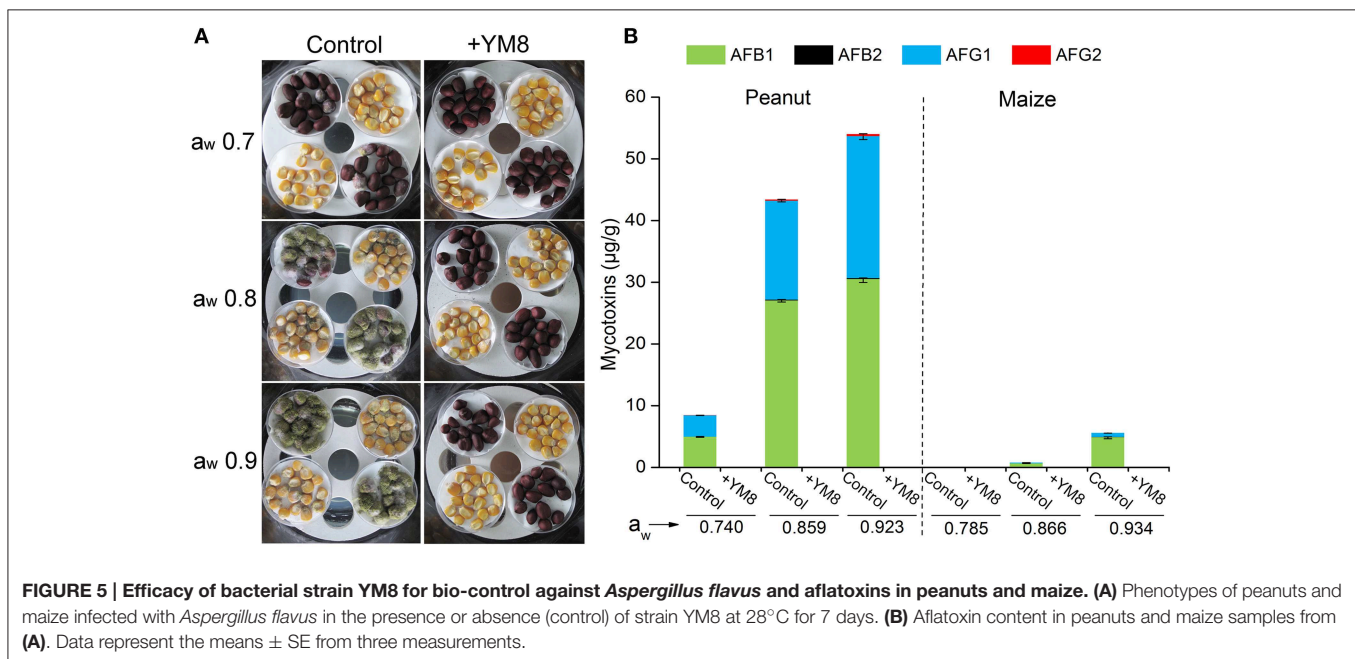 A
Control
+YM8
aw 0.7
aw 0.8
aw 0.9
B
AFB1 AFB2 AFG1 AFG2
Peanut Maize
Mycotoxins (µg/g)
60
50
40
30
20
10
0
Control +YM8 Control +YM8 Control +YM8 Control +YM8 Control +YM8 Control +YM8
aw 0.740 0.859 0.923 0.785 0.866 0.934
FIGURE 5 | Efficacy of bacterial strain YM8 for bio-control against Aspergillus flavus and aflatoxins in peanuts and maize. (A) Phenotypes of peanuts and
maize infected with Aspergillus flavus in the presence or absence (control) of strain YM8 at 28°C for 7 days. (B) Aflatoxin content in peanuts and maize samples from
(A). Data represent the means ± SE from three measurements.